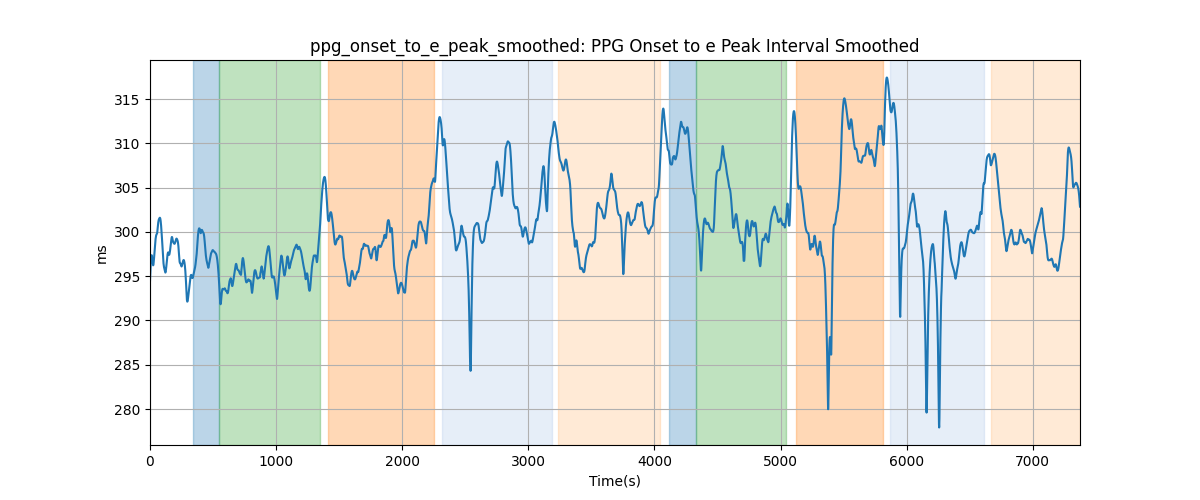 ppg_onset_to_e_peak_smoothed: PPG Onset to e Peak Interval Smoothed
315
310
305
300
295
290
285
280
ms
0 1000 2000 3000 4000 5000 6000 7000
Time(s)